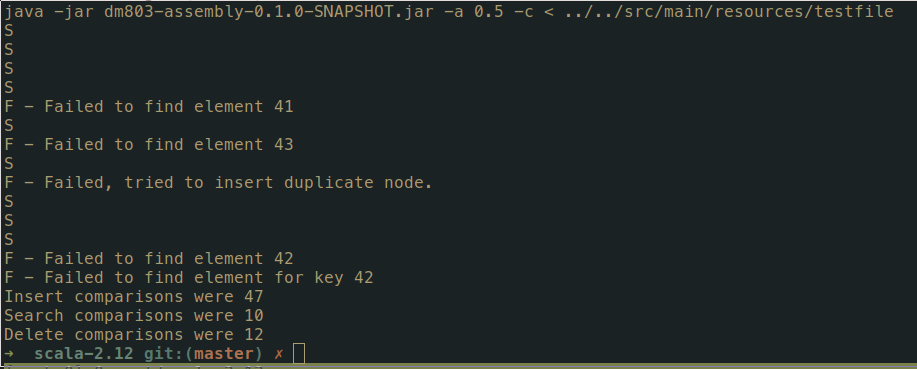 java -jar dm803-assembly-0.1.0-SNAPSHOT.jar -a 0.5 -c < ../../src/main/resources/testfile
S
S
S
S
F - Failed to find element 41
S
F - Failed to find element 43
S
F - Failed, tried to insert duplicate node.
S
S
S
F - Failed to find element 42
F - Failed to find element for key 42
Insert comparisons were 47
Search comparisons were 10
Delete comparisons were 12
→ scala-2.12 git:(master) ✗